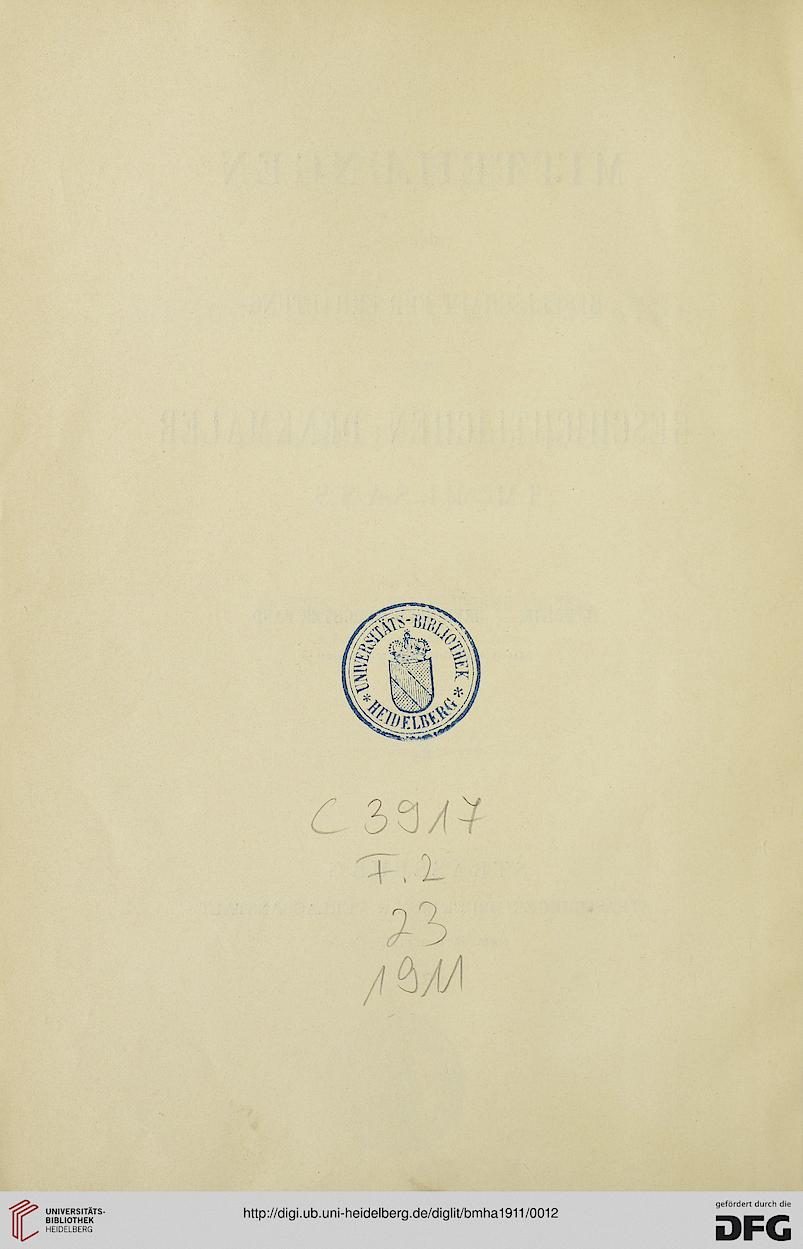 UNIVERSITÄTS-BIBLIOTHEK
* HEIDELBERG *
C 3917
F. 2
23
1911
UNIVERSITÄTS-
BIBLIOTHEK
HEIDELBERG
http://digi.ub.uni-heidelberg.de/diglit/bmha1911/0012
gefördert durch die
DFG